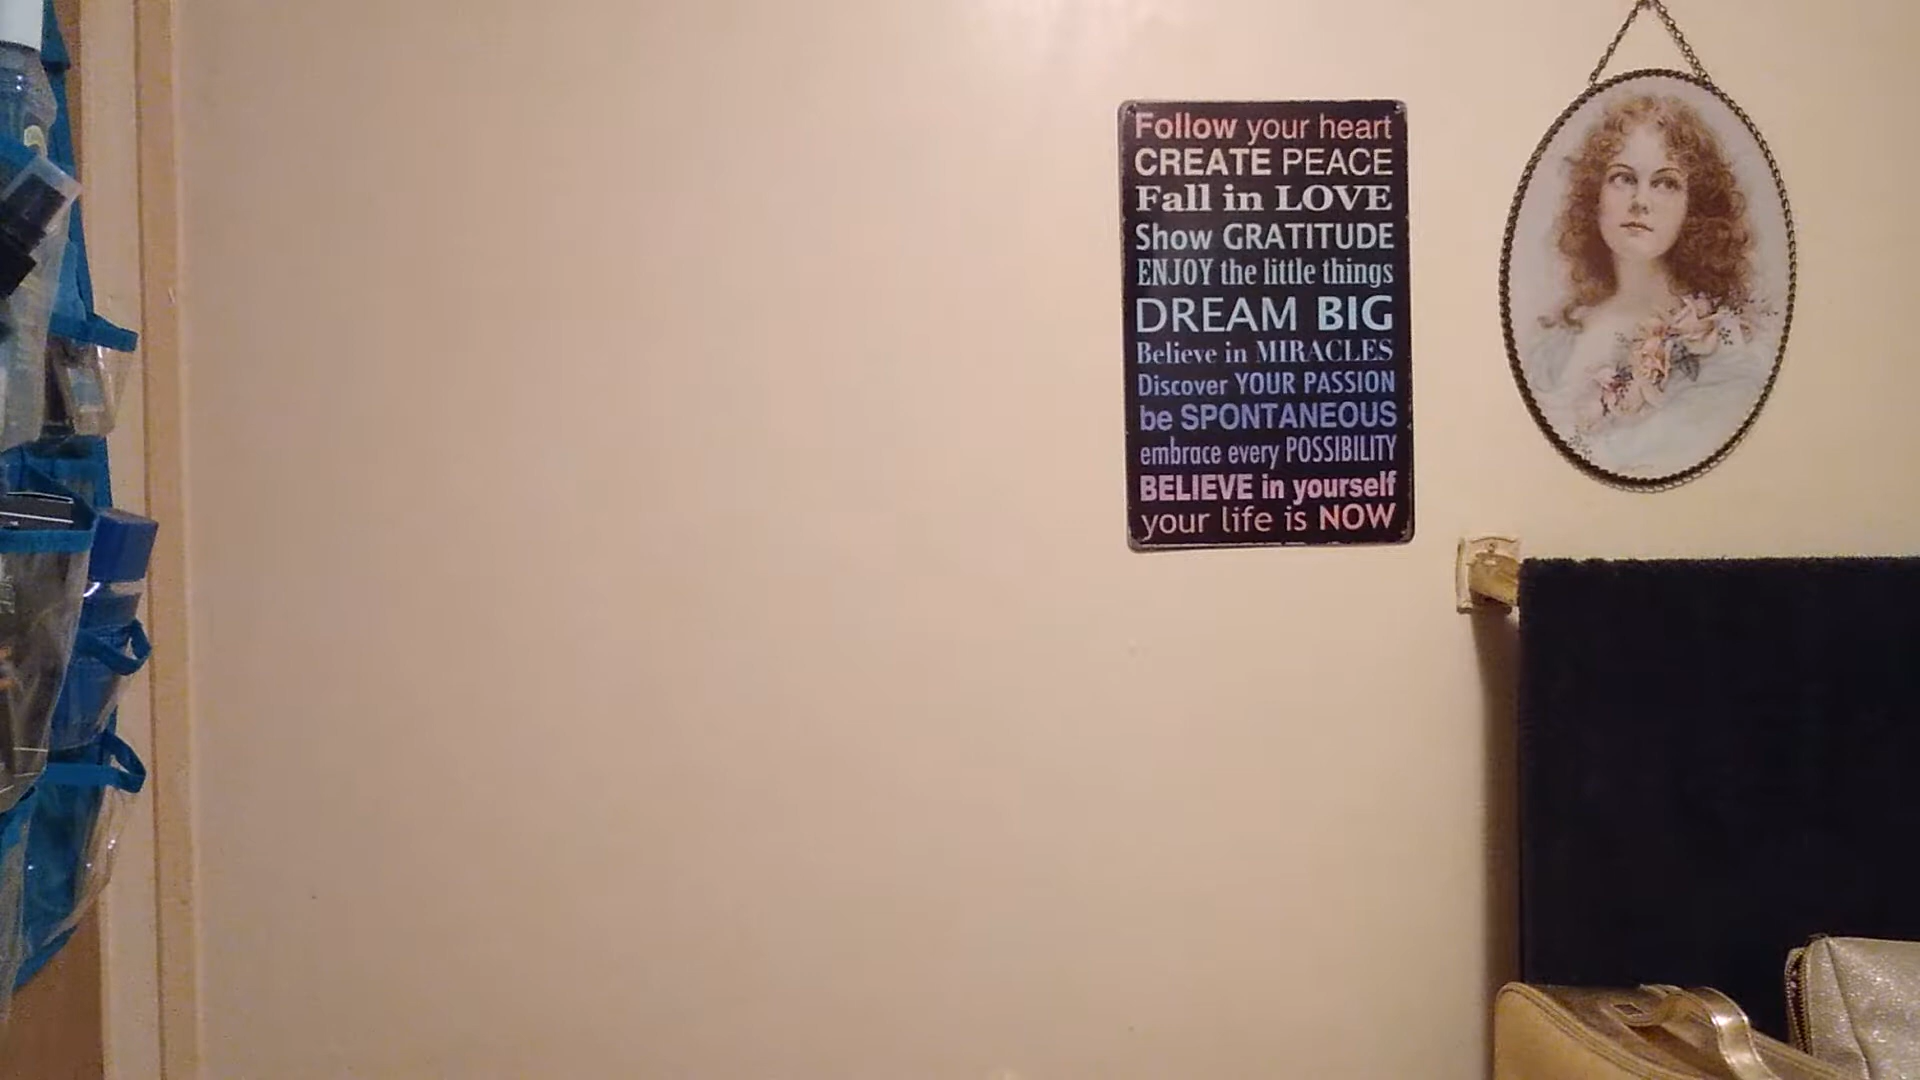 Follow your heart
CREATE PEACE
Fall in LOVE
Show GRATITUDE
ENJOY the little things
DREAM BIG
Believe in MIRACLES
Discover YOUR PASSION
be SPONTANEOUS
embrace every POSSIBILITY
BELIEVE in yourself
your life is NOW